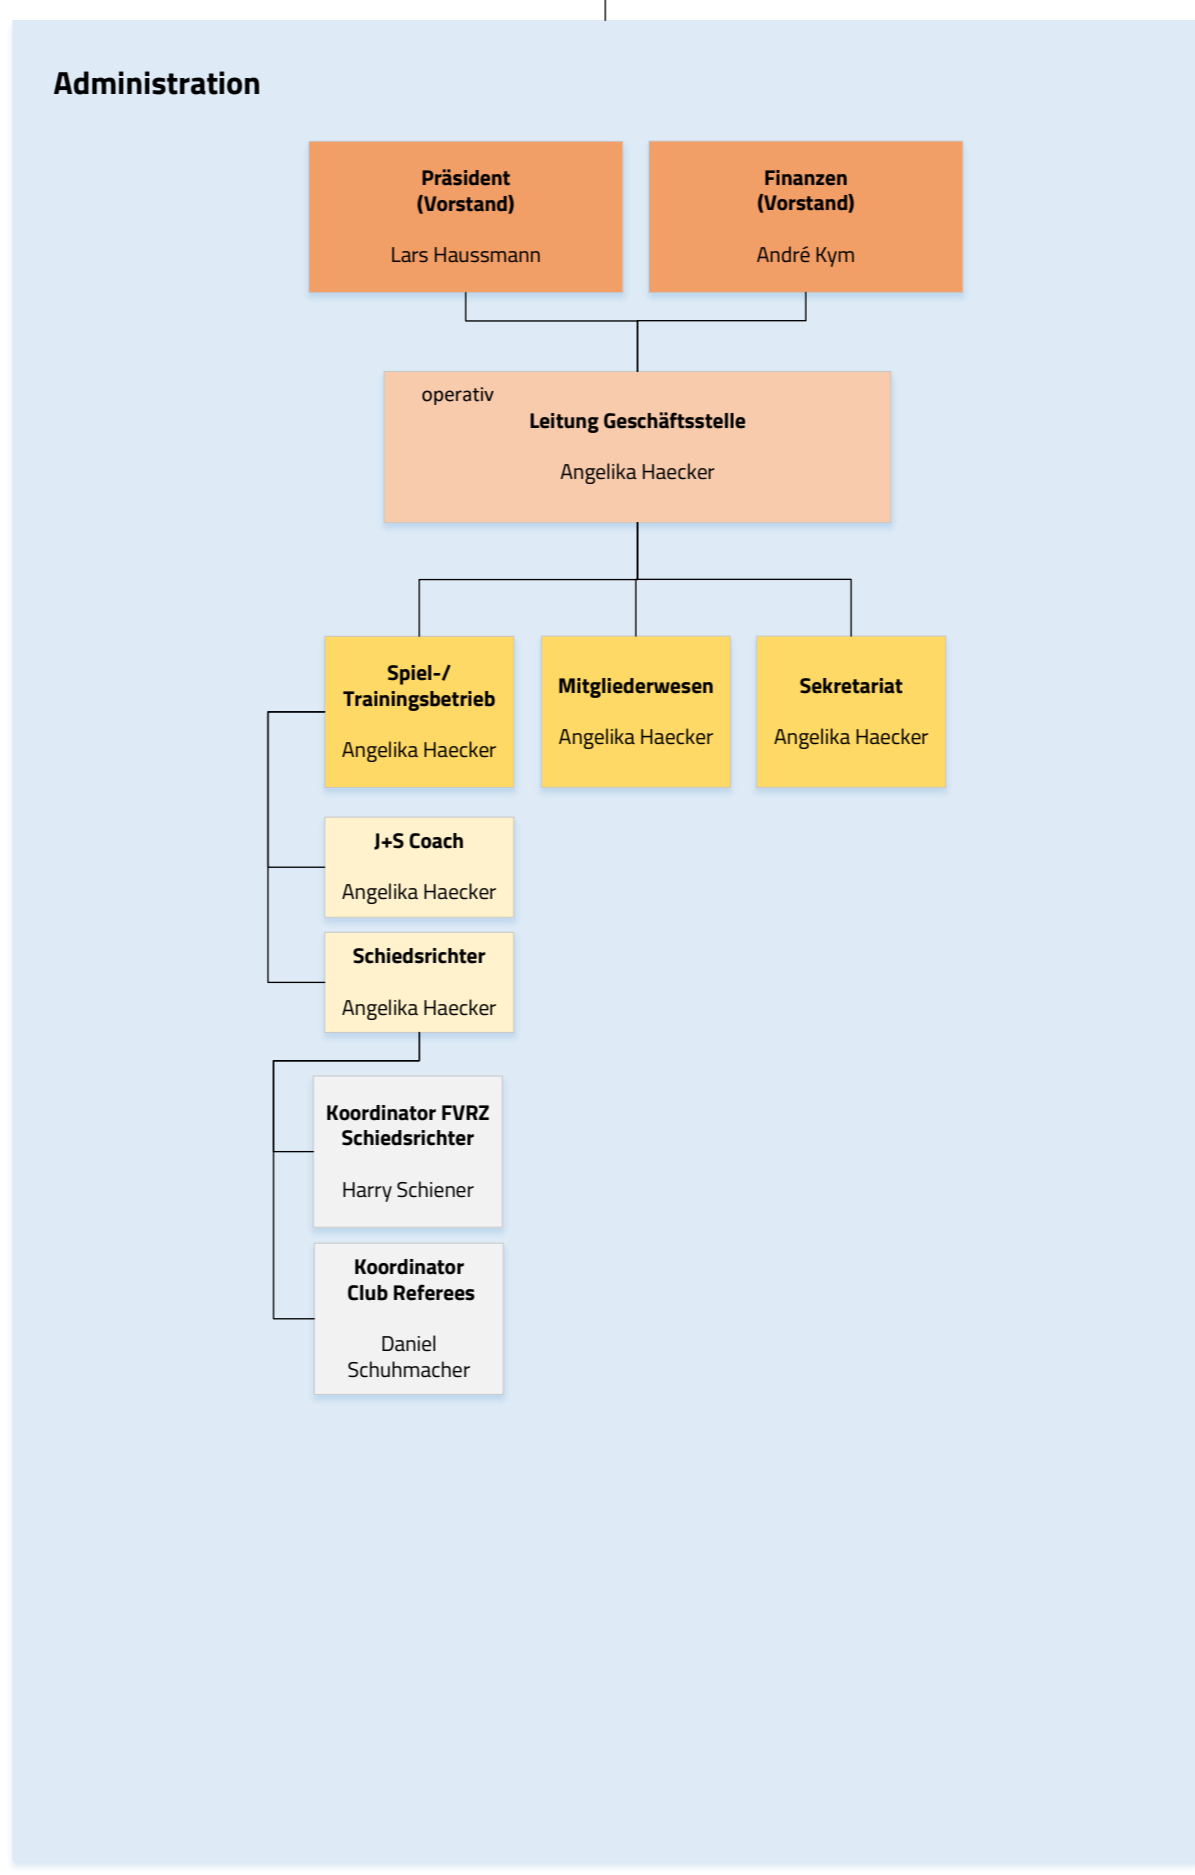 Administration
Präsident
(Vorstand)
Lars Haussmann
Finanzen
(Vorstand)
André Kym
operativ
Leitung Geschäftsstelle
Angelika Haecker
Spiel-/
Trainingsbetrieb
Angelika Haecker
Mitgliederwesen
Angelika Haecker
Sekretariat
Angelika Haecker
J+S Coach
Angelika Haecker
Schiedsrichter
Angelika Haecker
Koordinator FVRZ
Schiedsrichter
Harry Schiener
Koordinator
Club Referees
Daniel
Schuhmacher